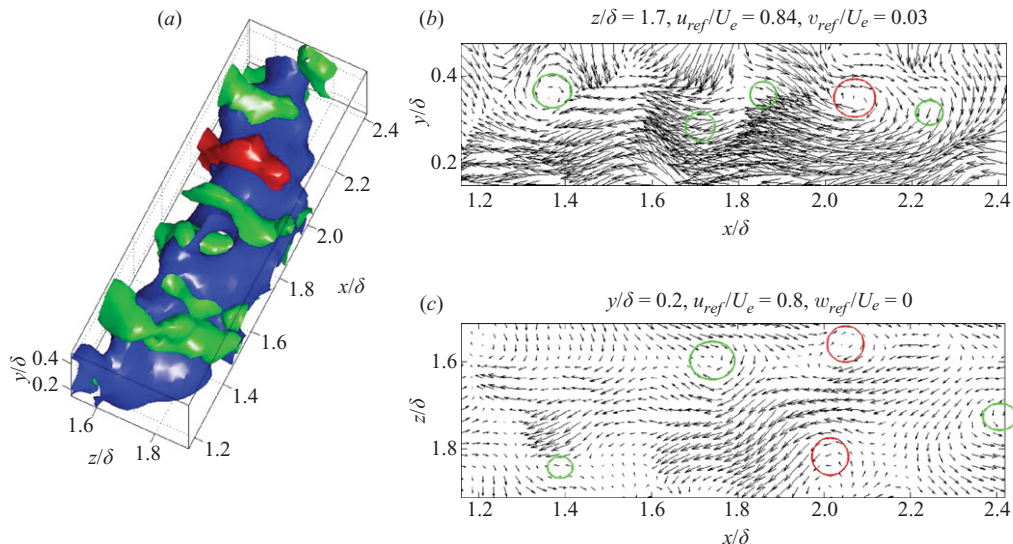 (a)
2.4
2.2
2.0
x/δ
1.8
1.6
1.4
1.2
y/δ
0.4
0.2
1.6
z/δ
1.8
(b)
z/δ = 1.7, u_ref/U_e = 0.84, v_ref/U_e = 0.03
y/δ
0.4
0.2
1.2 1.4 1.6 1.8 2.0 2.2 2.4
x/δ
(c)
y/δ = 0.2, u_ref/U_e = 0.8, w_ref/U_e = 0
z/δ
1.6
1.8
1.2 1.4 1.6 1.8 2.0 2.2 2.4
x/δ